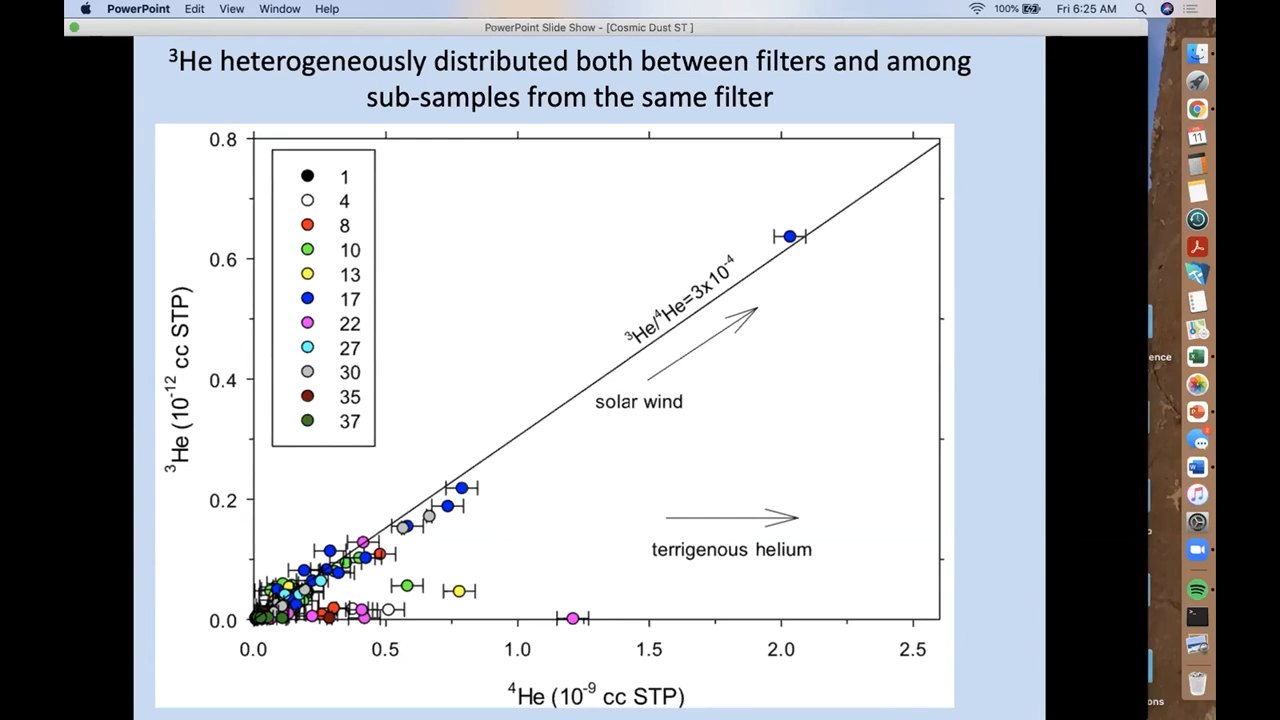 PowerPoint Edit View Window Help 100% Fri 6:25 AM
PowerPoint Slide Show - [Cosmic Dust ST ]
³He heterogeneously distributed both between filters and among
sub-samples from the same filter
0.8
0.6
0.4
0.2
0.0
³He (10⁻¹² cc STP)
1
4
8
10
13
17
22
27
30
35
37
³He/⁴He=3x10⁻⁴
solar wind
terrigenous helium
0.0 0.5 1.0 1.5 2.0 2.5
⁴He (10⁻⁹ cc STP)
11
ence
ons